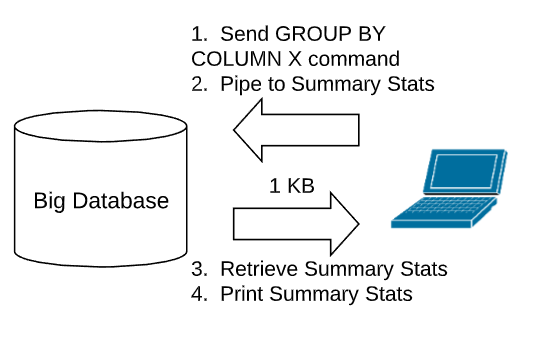 1. Send GROUP BY
COLUMN X command
2. Pipe to Summary Stats
Big Database
1 KB
3. Retrieve Summary Stats
4. Print Summary Stats